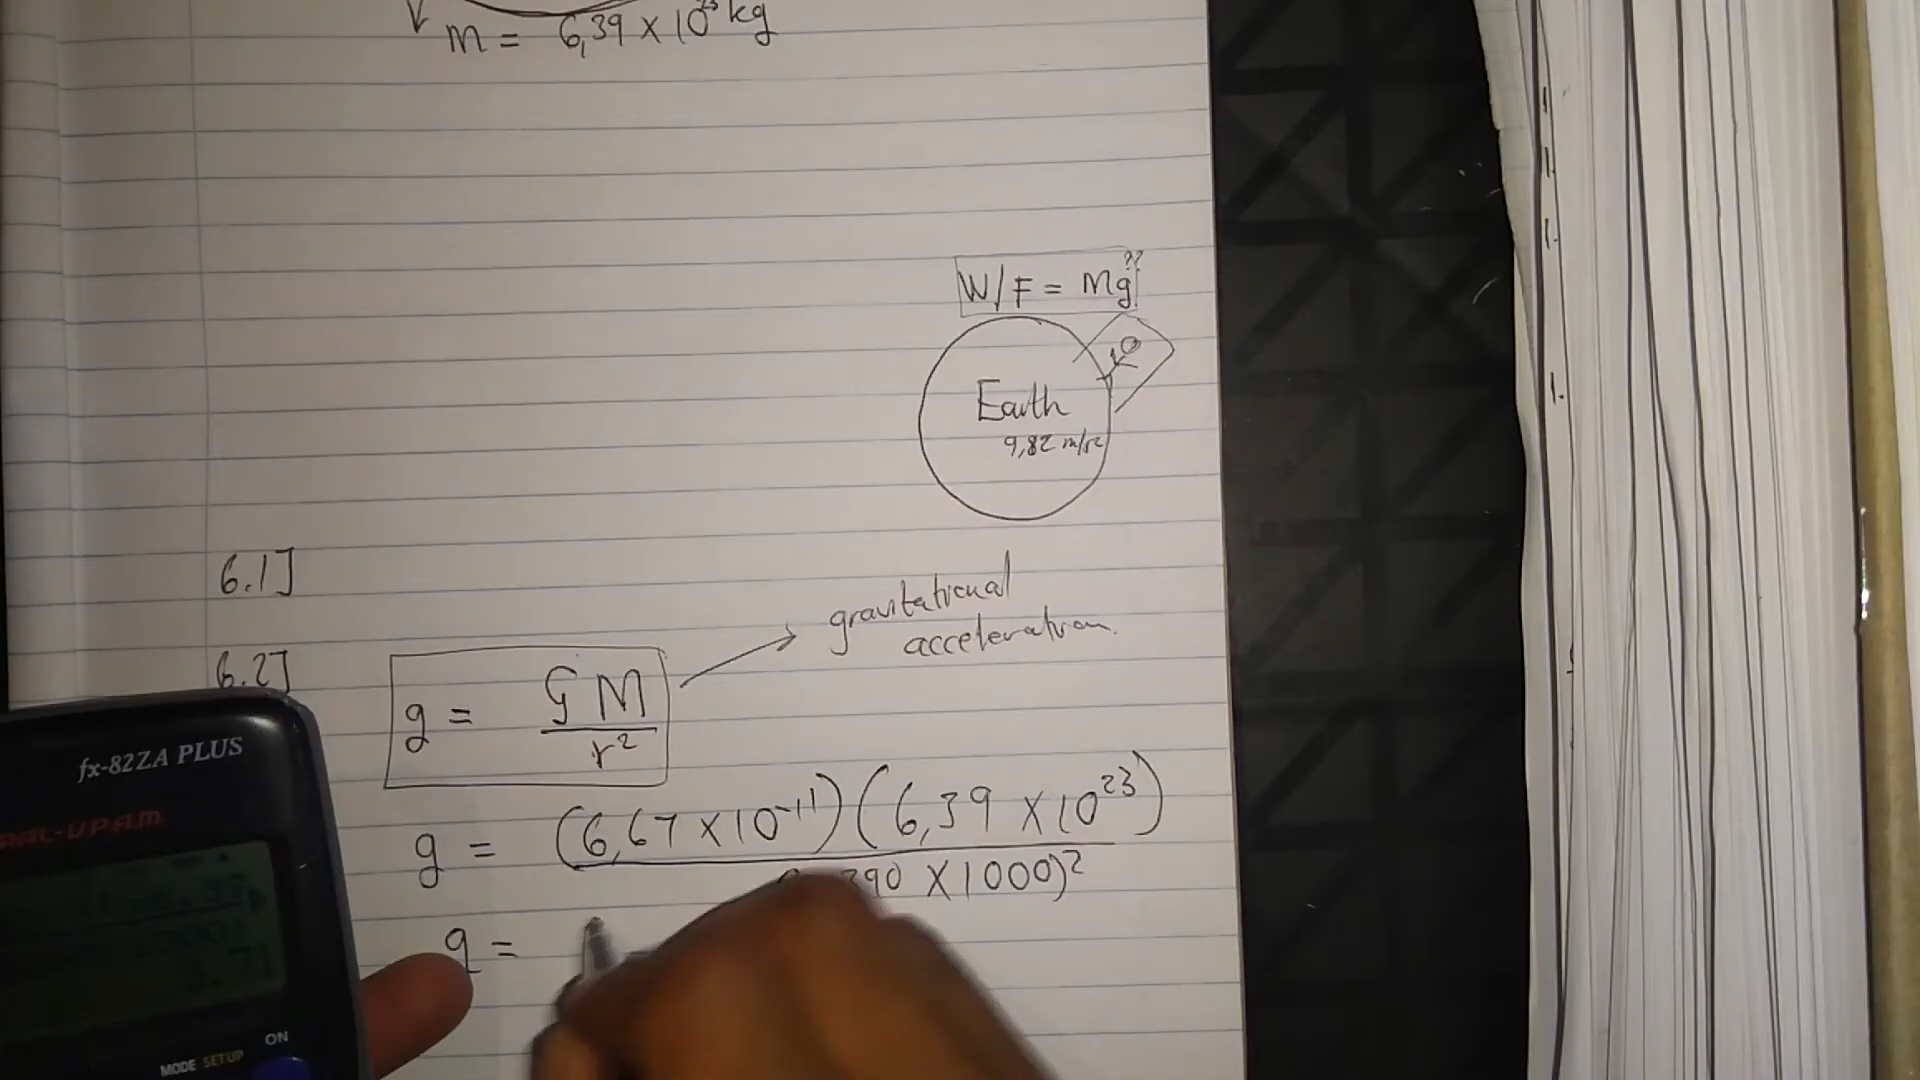 m = 6,39 × 10²³ kg
W/F = Mg??
Earth
9,82 m/s²
6.1]
gravitational
acceleration.
6.2]
g = GM
r²
fx-82ZA PLUS
g = (6,67 × 10⁻¹¹)(6,39 × 10²³)
390 × 1000)²
g =
ON
MODE SETUP